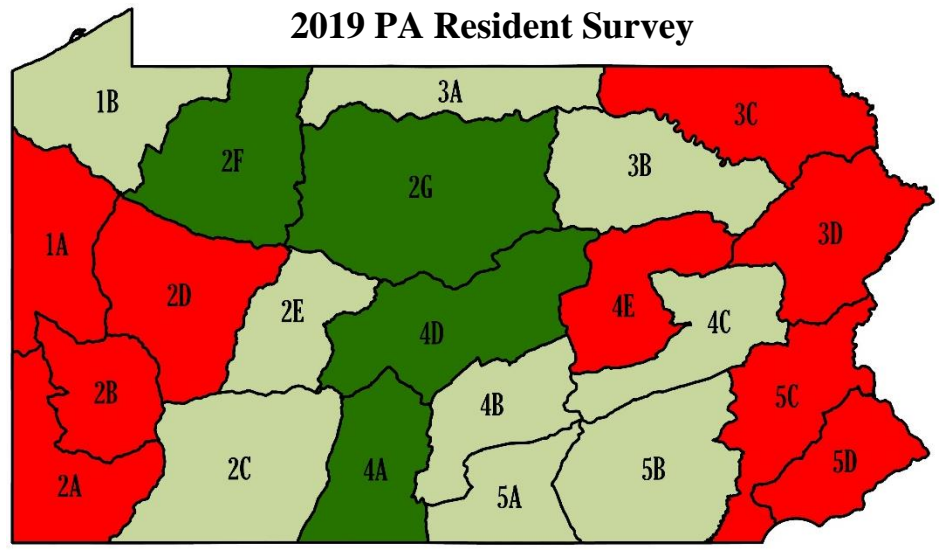 2019 PA Resident Survey
1B
3A
3C
2F
2G
3B
1A
3D
2D
2E
4D
4E
4C
2B
4B
5C
2A
2C
4A
5A
5B
5D